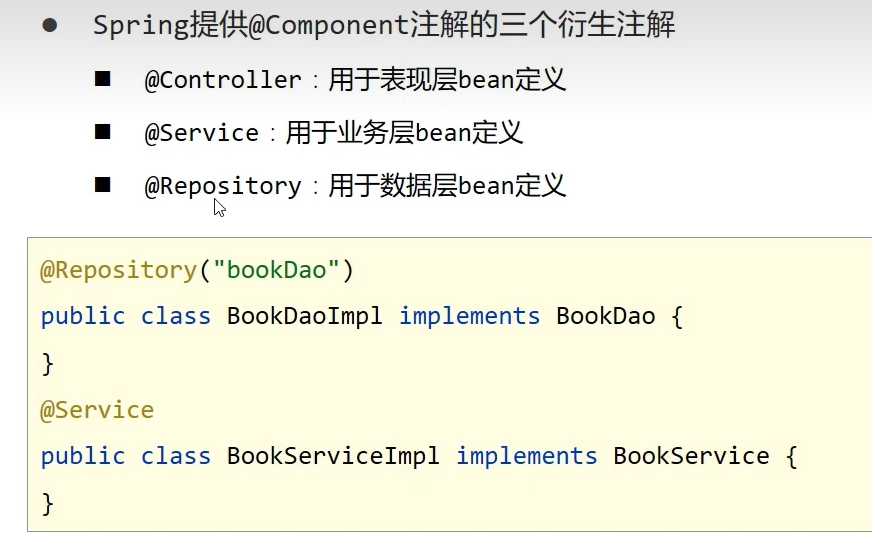 Spring提供@Component注解的三个衍生注解
@Controller：用于表现层bean定义
@Service：用于业务层bean定义
@Repository：用于数据层bean定义
@Repository("bookDao")
public class BookDaoImpl implements BookDao {
}
@Service
public class BookServiceImpl implements BookService {
}